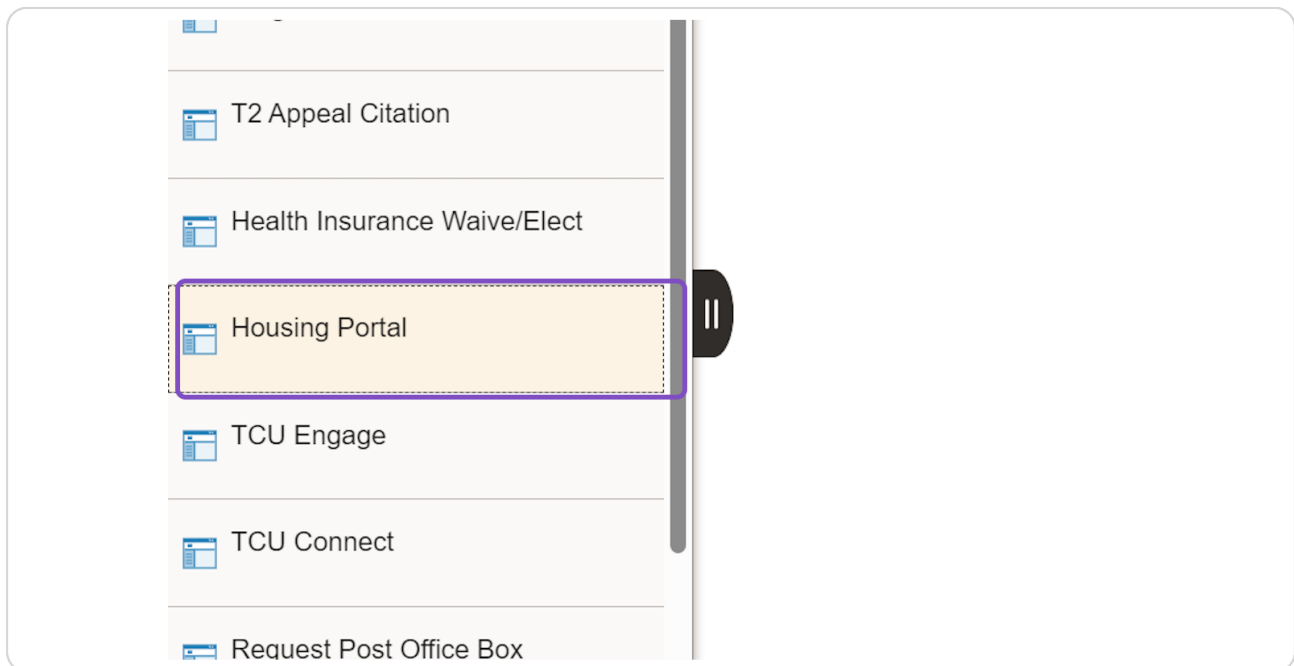 T2 Appeal Citation
Health Insurance Waive/Elect
Housing Portal
TCU Engage
TCU Connect
Request Post Office Box